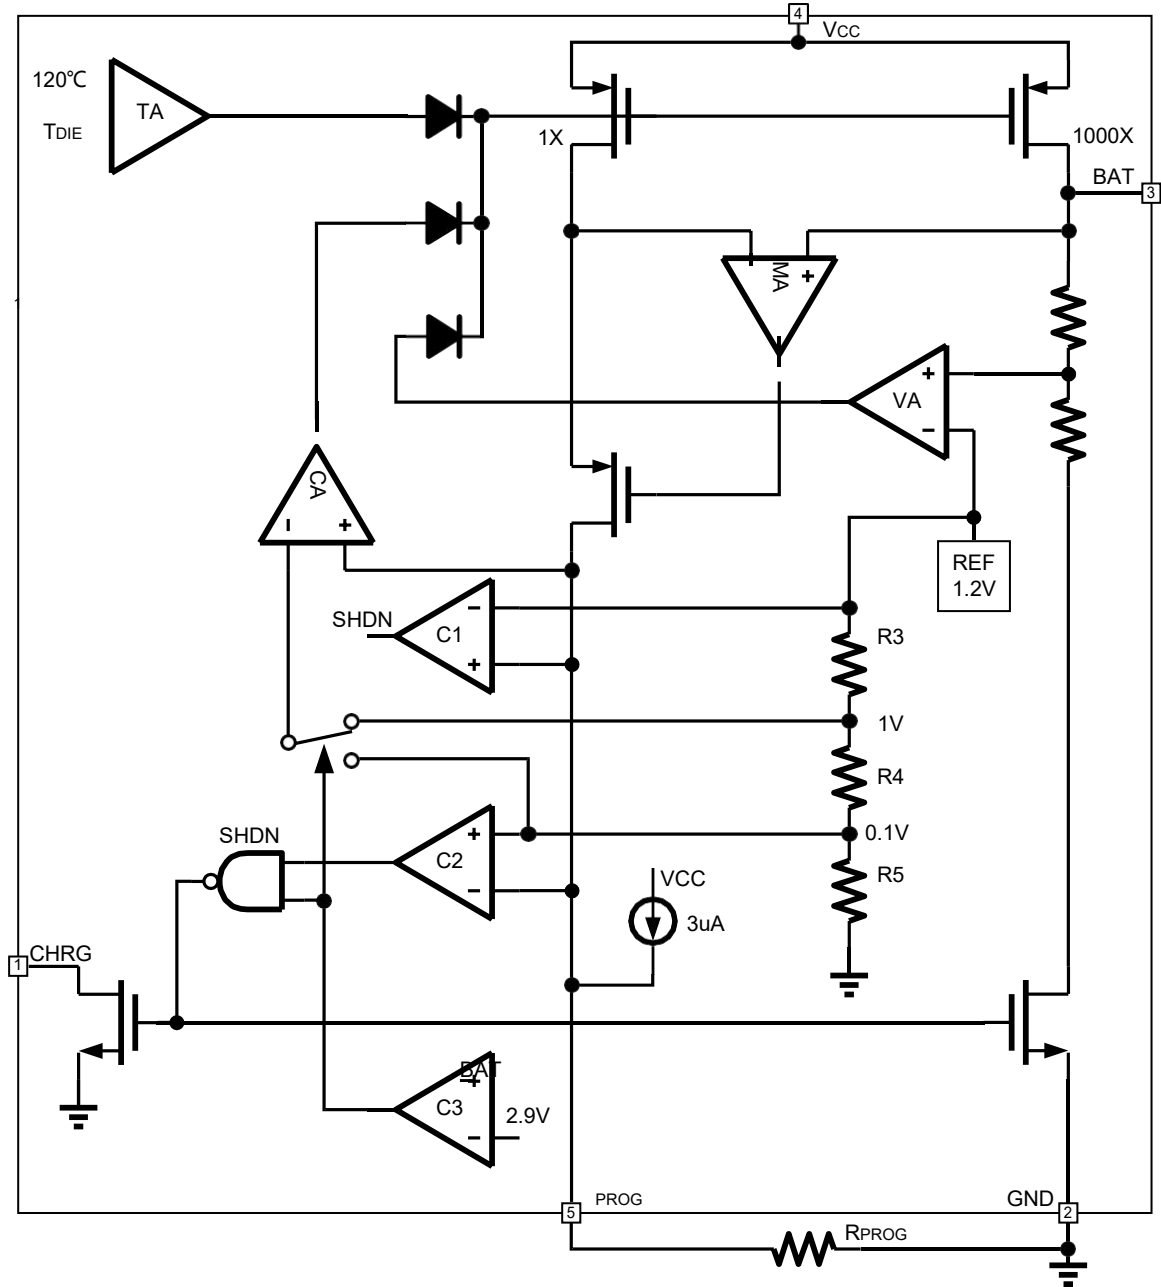 4
VCC
120℃
TA
TDIE
1X
1000X
BAT
3
MA
+
+
VA
−
CA
−
+
REF
1.2V
SHDN
−
C1
+
R3
1V
R4
SHDN
+
C2
−
0.1V
R5
VCC
3uA
1
CHRG
BAT
+
C3
2.9V
−
PROG
5
GND
2
RPROG